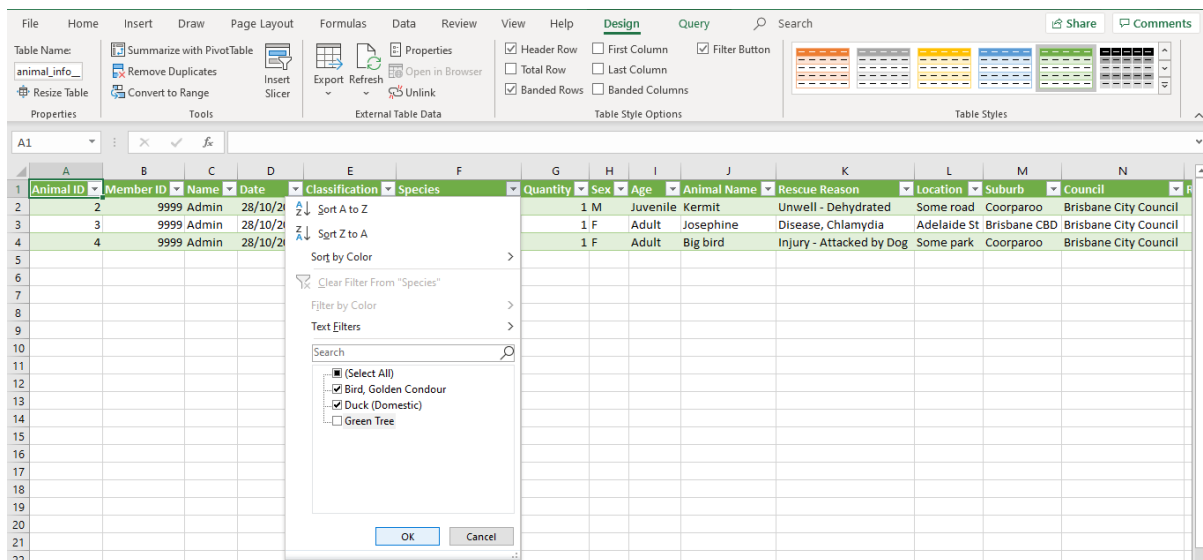 File Home Insert Draw Page Layout Formulas Data Review View Help Design Query Search Share Comments
Table Name: Summarize with PivotTable Properties Header Row First Column Filter Button
animal_info_ Remove Duplicates Insert Slicer Export Refresh Open in Browser Total Row Last Column
Resize Table Convert to Range Unlink Banded Rows Banded Columns
Properties Tools External Table Data Table Style Options Table Styles
A1 fx
A B C D E F G H I J K L M N
1 Animal ID Member ID Name Date Classification Species Quantity Sex Age Animal Name Rescue Reason Location Suburb Council
2 2 9999 Admin 28/10/20 1 M Juvenile Kermit Unwell - Dehydrated Some road Coorparoo Brisbane City Council
3 3 9999 Admin 28/10/20 1 F Adult Josephine Disease, Chlamydia Adelaide St Brisbane CBD Brisbane City Council
4 4 9999 Admin 28/10/20 1 F Adult Big bird Injury - Attacked by Dog Some park Coorparoo Brisbane City Council
5
6
7
8
9
10
11
12
13
14
15
16
17
18
19
20
21
22
Sort A to Z
Sort Z to A
Sort by Color
Clear Filter From "Species"
Filter by Color
Text Filters
Search
(Select All)
Bird, Golden Condour
Duck (Domestic)
Green Tree
OK Cancel